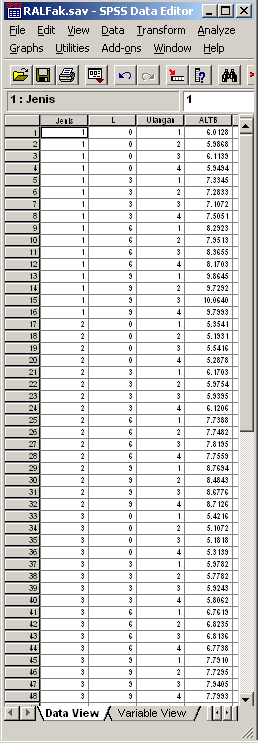 RALFak.sav - SPSS Data Editor
File Edit View Data Transform Analyze
Graphs Utilities Add-ons Window Help
1 : Jenis 1
Jenis L Ulangan ALTB
1 1 0 1 6.0128
2 1 0 2 5.9868
3 1 0 3 6.1139
4 1 0 4 5.9494
5 1 3 1 7.3345
6 1 3 2 7.2833
7 1 3 3 7.1072
8 1 3 4 7.5051
9 1 6 1 8.2923
10 1 6 2 7.9513
11 1 6 3 8.3655
12 1 6 4 8.1703
13 1 9 1 9.8645
14 1 9 2 9.7292
15 1 9 3 10.0640
16 1 9 4 9.7993
17 2 0 1 5.3541
18 2 0 2 5.1931
19 2 0 3 5.5416
20 2 0 4 5.2878
21 2 3 1 6.1703
22 2 3 2 5.9754
23 2 3 3 5.9395
24 2 3 4 6.1206
25 2 6 1 7.7388
26 2 6 2 7.7482
27 2 6 3 7.8195
28 2 6 4 7.7559
29 2 9 1 8.7694
30 2 9 2 8.4843
31 2 9 3 8.6776
32 2 9 4 8.7126
33 3 0 1 5.4216
34 3 0 2 5.1072
35 3 0 3 5.1818
36 3 0 4 5.3139
37 3 3 1 5.9782
38 3 3 2 5.7782
39 3 3 3 5.9243
40 3 3 4 5.8062
41 3 6 1 6.7619
42 3 6 2 6.8235
43 3 6 3 6.8136
44 3 6 4 6.7738
45 3 9 1 7.7910
46 3 9 2 7.7295
47 3 9 3 7.9405
48 3 9 4 7.7993
Data View Variable View